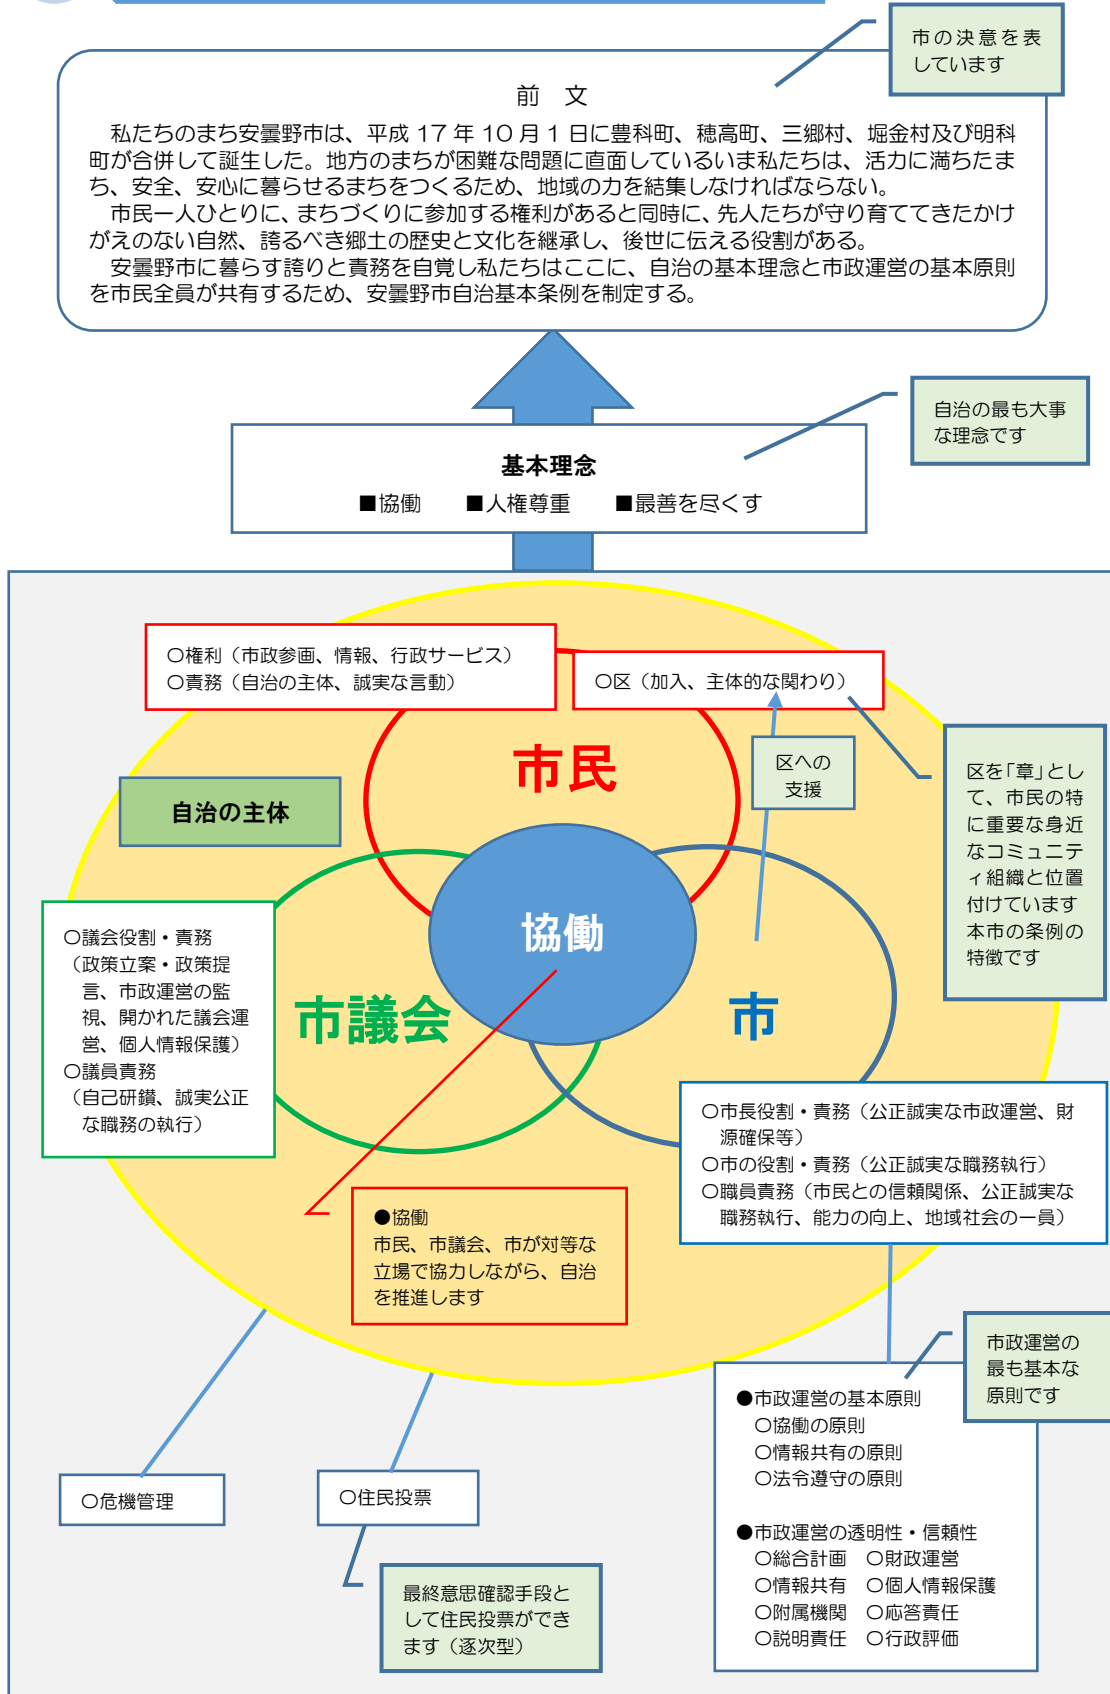 市の決意を表
しています
前　文
私たちのまち安曇野市は、平成 17 年 10 月 1 日に豊科町、穂高町、三郷村、堀金村及び明科
町が合併して誕生した。地方のまちが困難な問題に直面しているいま私たちは、活力に満ちたま
ち、安全、安心に暮らせるまちをつくるため、地域の力を結集しなければならない。
市民一人ひとりに、まちづくりに参加する権利があると同時に、先人たちが守り育ててきたかけ
がえのない自然、誇るべき郷土の歴史と文化を継承し、後世に伝える役割がある。
安曇野市に暮らす誇りと責務を自覚し私たちはここに、自治の基本理念と市政運営の基本原則
を市民全員が共有するため、安曇野市自治基本条例を制定する。
自治の最も大事
な理念です
基本理念
■協働　■人権尊重　■最善を尽くす
○権利（市政参画、情報、行政サービス）
○責務（自治の主体、誠実な言動）
○区（加入、主体的な関わり）
市民
区への
支援
区を「章」とし
て、市民の特
に重要な身近
なコミュニテ
ィ組織と位置
付けています
本市の条例の
特徴です
自治の主体
協働
○議会役割・責務
（政策立案・政策提
言、市政運営の監
視、開かれた議会運
営、個人情報保護）
○議員責務
（自己研鑚、誠実公正
な職務の執行）
市議会
市
○市長役割・責務（公正誠実な市政運営、財
源確保等）
○市の役割・責務（公正誠実な職務執行）
○職員責務（市民との信頼関係、公正誠実な
職務執行、能力の向上、地域社会の一員）
●協働
市民、市議会、市が対等な
立場で協力しながら、自治
を推進します
市政運営の
最も基本な
原則です
●市政運営の基本原則
○協働の原則
○情報共有の原則
○法令遵守の原則
●市政運営の透明性・信頼性
○総合計画　○財政運営
○情報共有　○個人情報保護
○附属機関　○応答責任
○説明責任　○行政評価
○危機管理
○住民投票
最終意思確認手段と
して住民投票ができ
ます（逐次型）